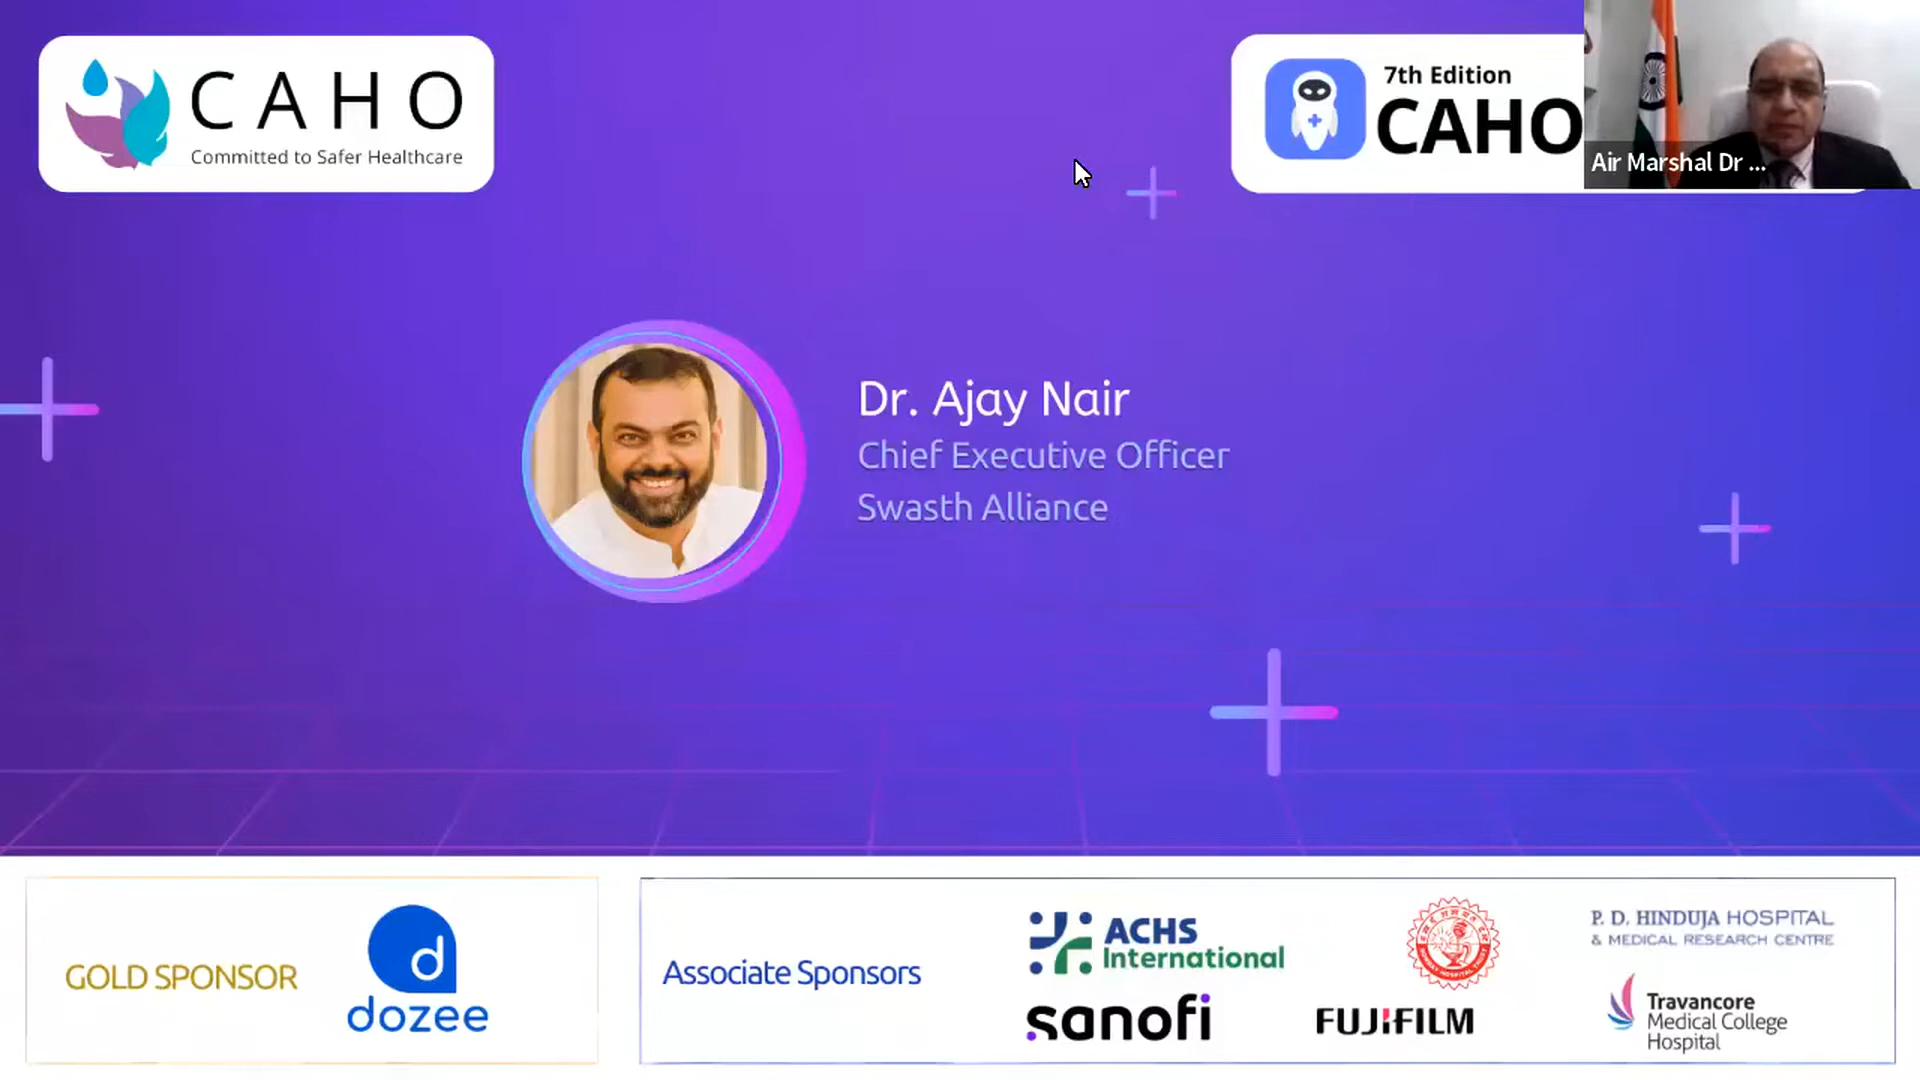 CAHO
Committed to Safer Healthcare
7th Edition
CAHO
Air Marshal Dr ...
Dr. Ajay Nair
Chief Executive Officer
Swasth Alliance
GOLD SPONSOR
d
dozee
Associate Sponsors
ACHS
International
sanofi
FUJIFILM
P. D. HINDUJA HOSPITAL
& MEDICAL RESEARCH CENTRE
Travancore
Medical College
Hospital